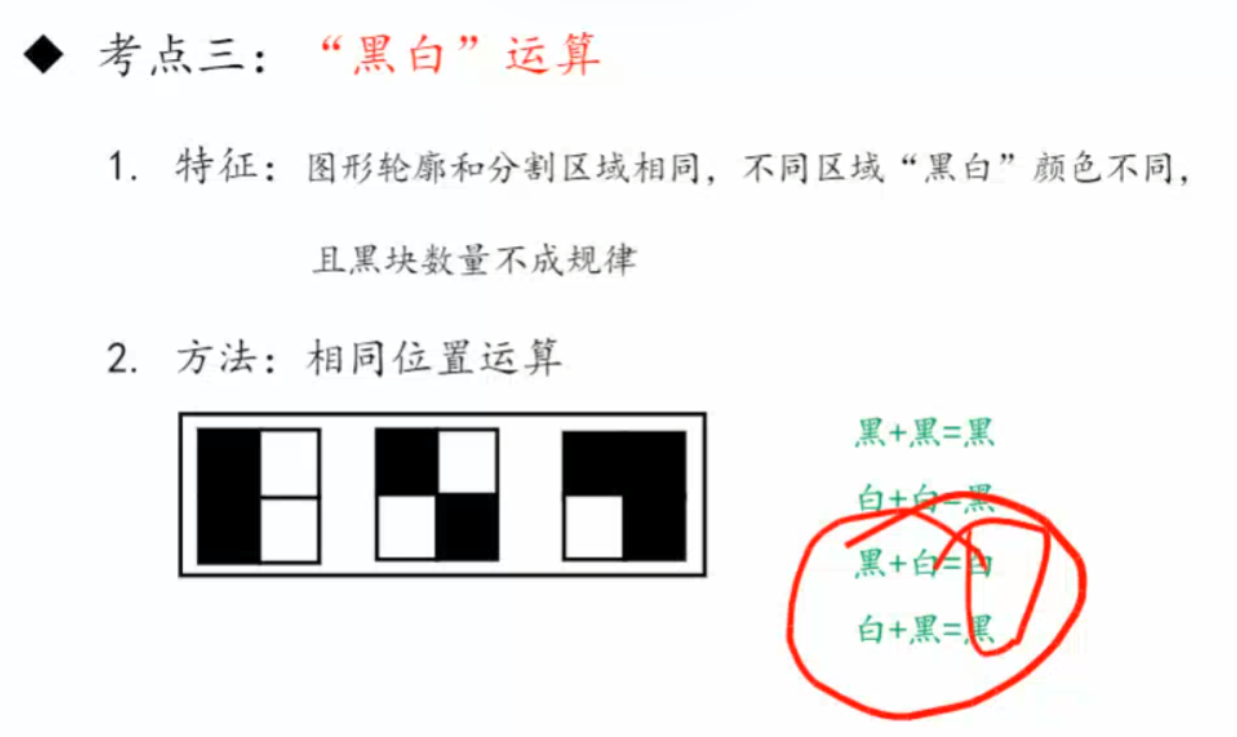 ◆ 考点三：“黑白”运算
1. 特征：图形轮廓和分割区域相同，不同区域“黑白”颜色不同，
且黑块数量不成规律
2. 方法：相同位置运算
黑+黑=黑
白+白=黑
黑+白=白
白+黑=黑